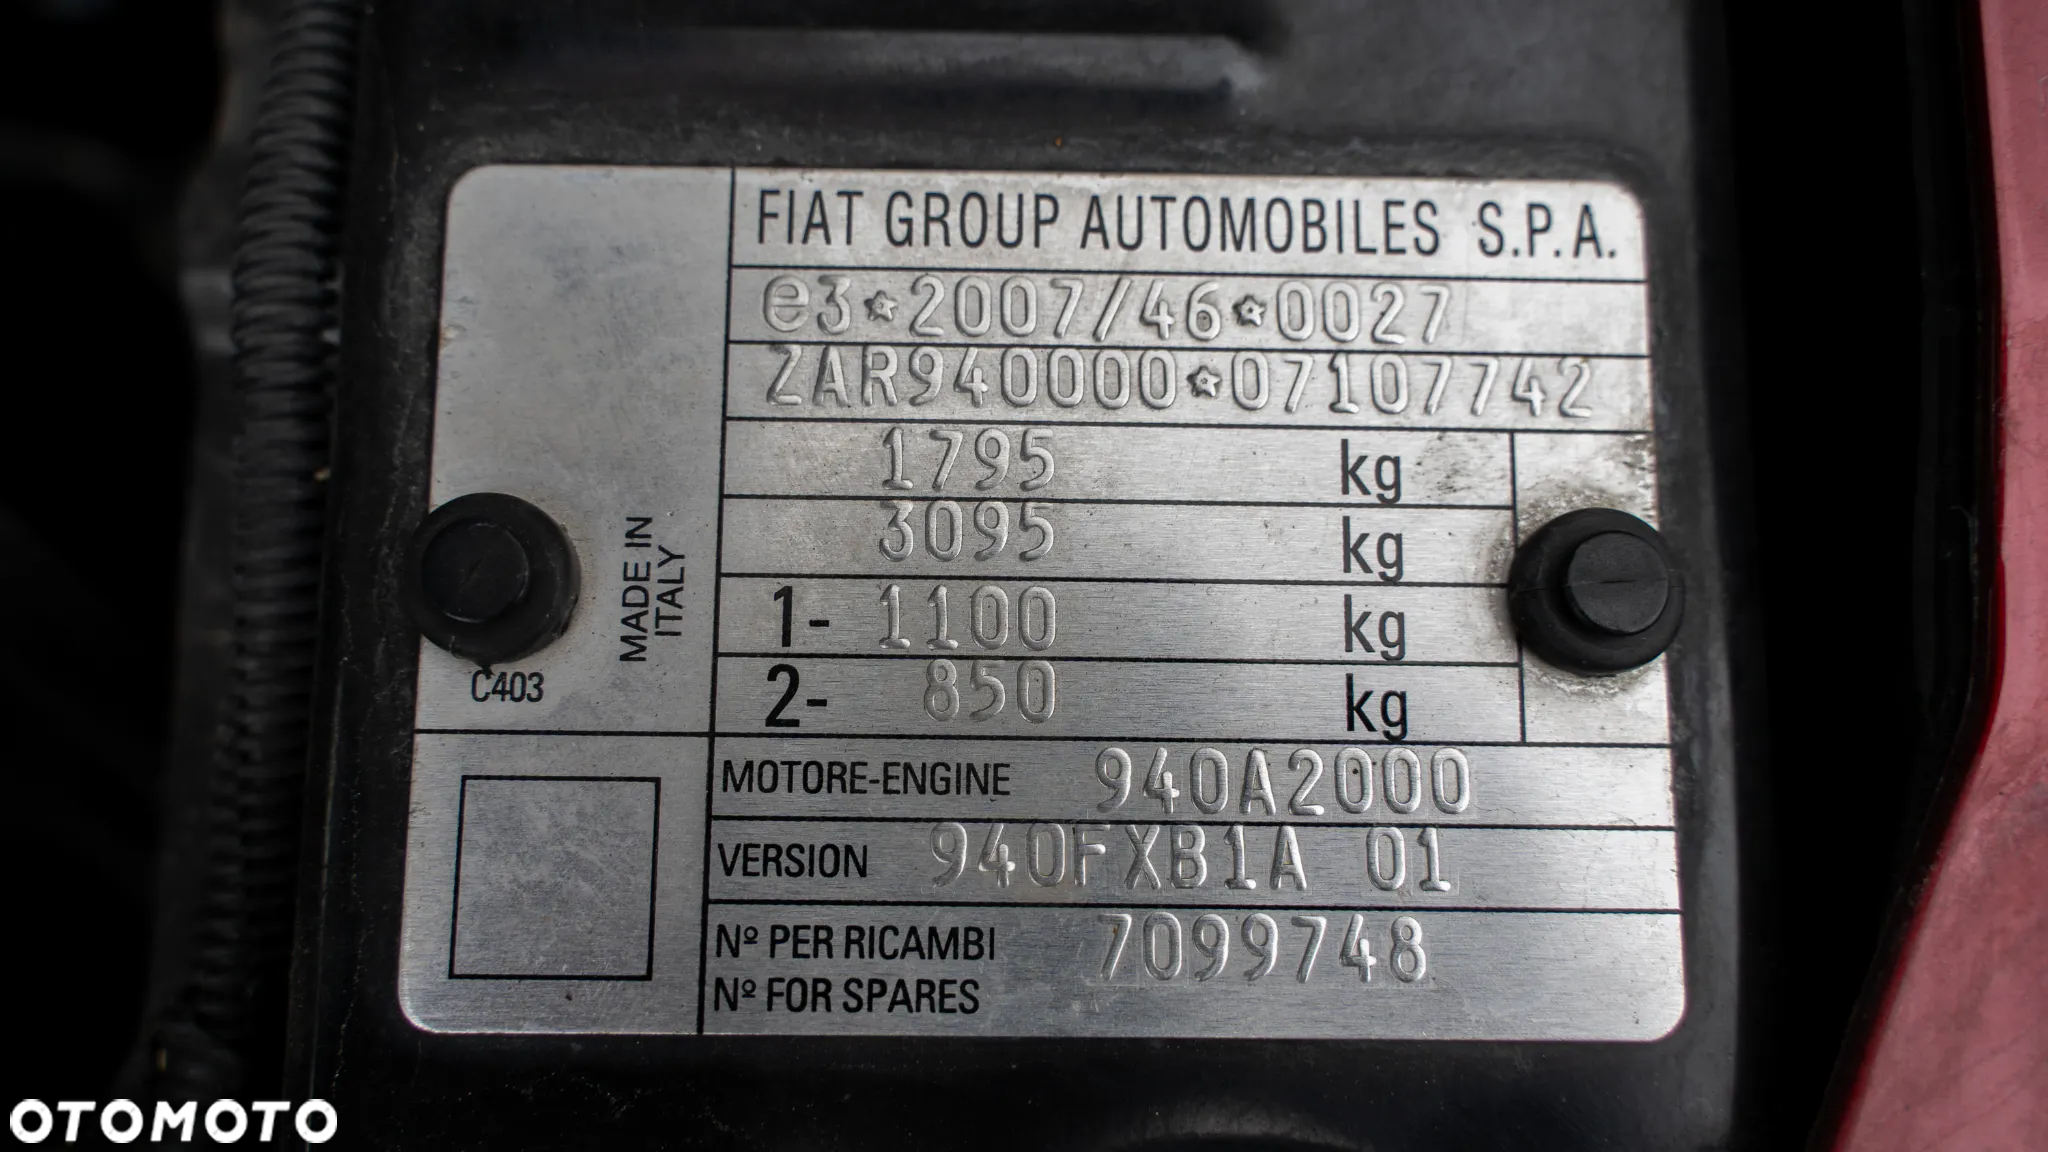 FIAT GROUP AUTOMOBILES S.P.A.
e3*2007/46*0027
ZAR940000*07107742
1795 kg
3095 kg
1- 1100 kg
2- 850 kg
MADE IN
ITALY
C403
MOTORE-ENGINE 940A2000
VERSION 940FXB1A 01
Nº PER RICAMBI 7099748
Nº FOR SPARES
OTOMOTO